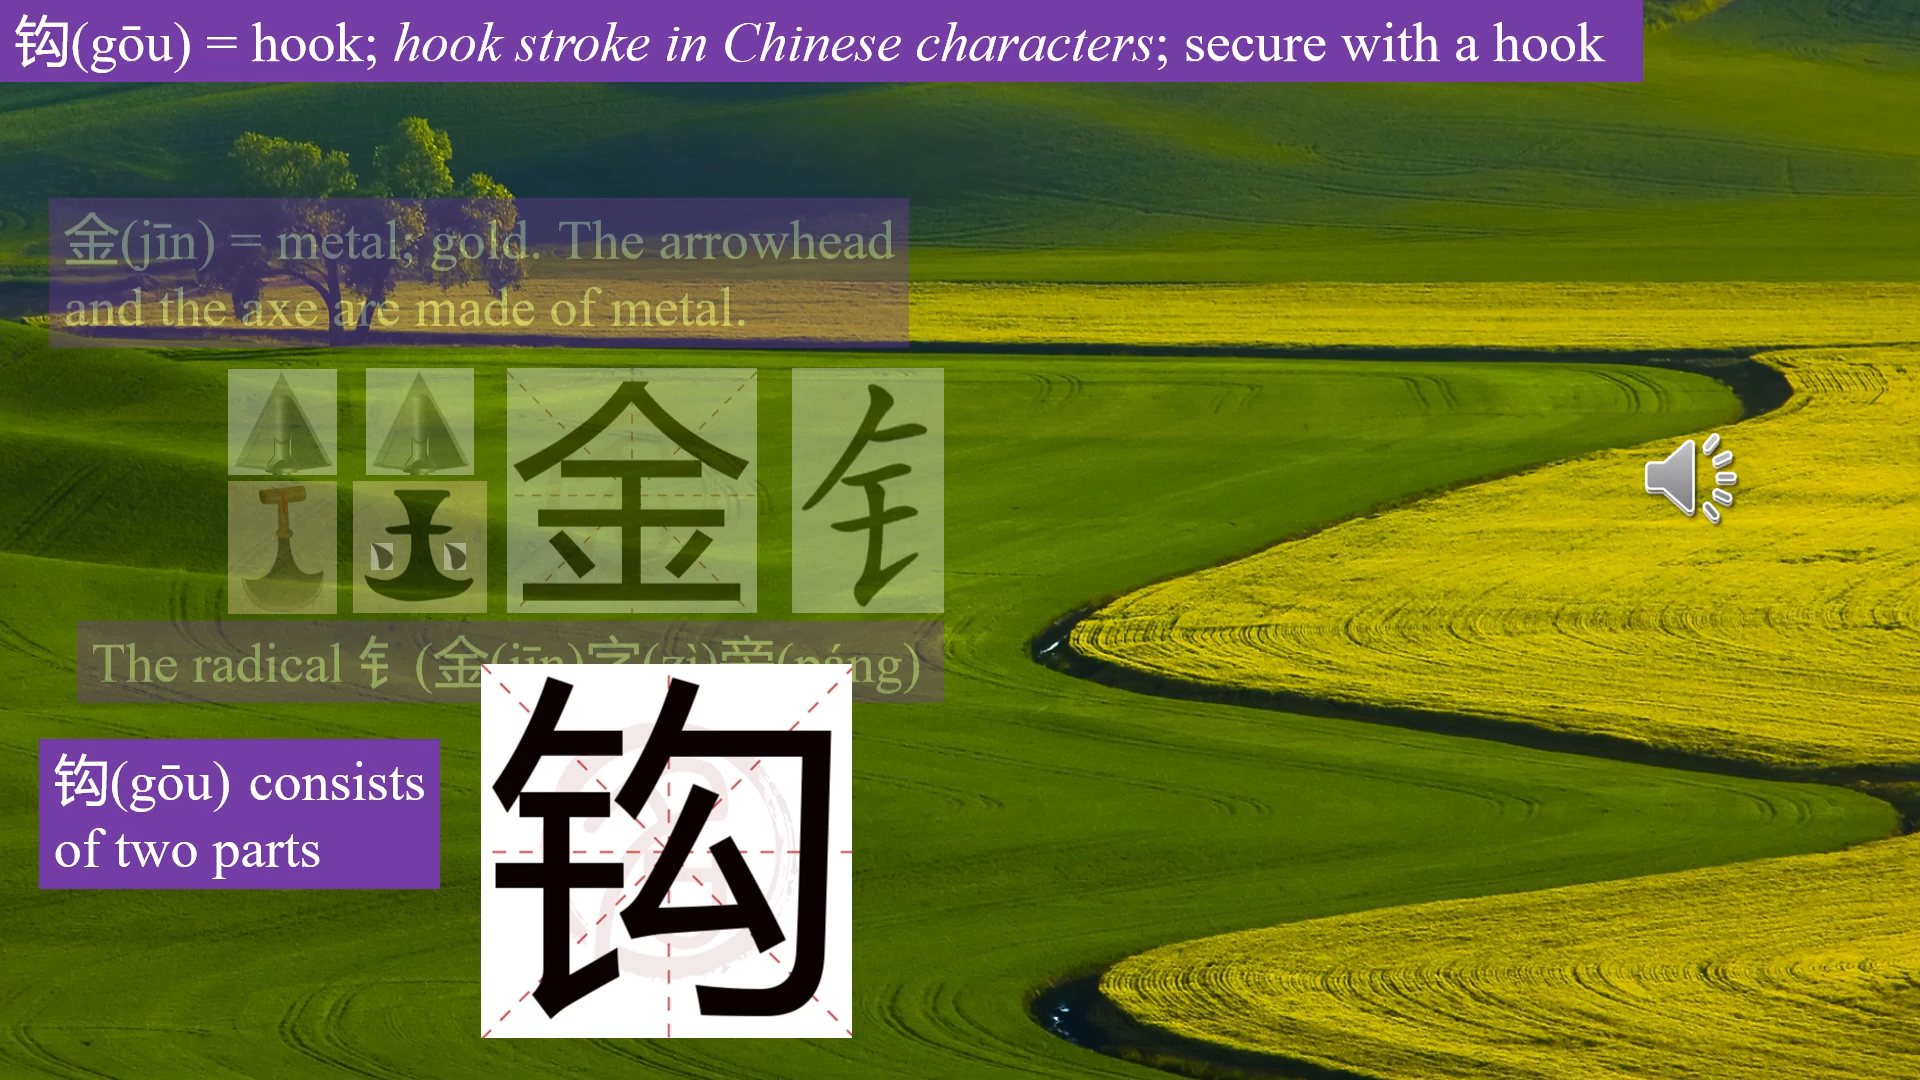 钩(gōu) = hook; hook stroke in Chinese characters; secure with a hook
金(jīn) = metal, gold. The arrowhead
and the axe are made of metal.
金 钅
The radical 钅(金(jīn)字(zì)旁(páng)
钩(gōu) consists
of two parts
钩